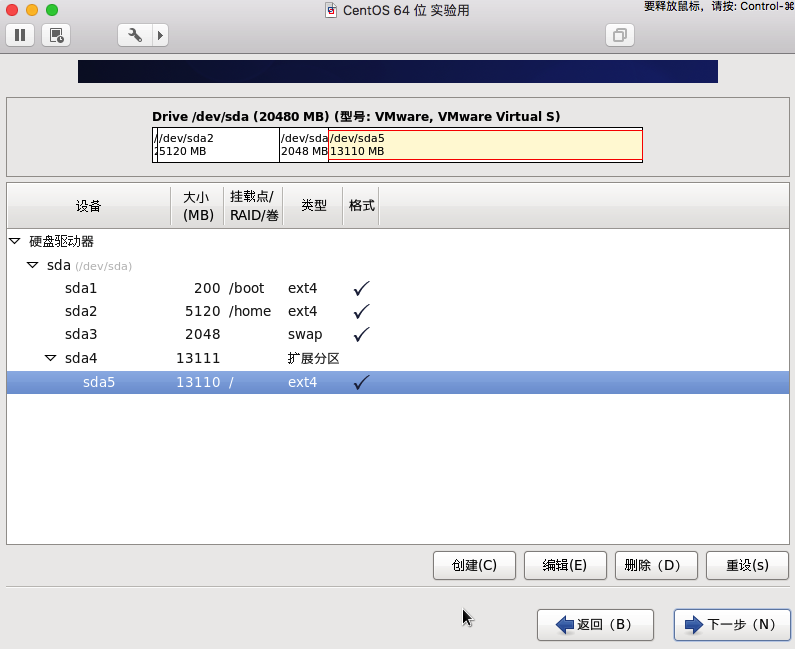 CentOS 64 位 实验用
要释放鼠标，请按: Control-⌘
Drive /dev/sda (20480 MB) (型号: VMware, VMware Virtual S)
/dev/sda2 /dev/sda /dev/sda5
5120 MB 2048 MB 13110 MB
设备 大小 (MB) 挂载点/ RAID/卷 类型 格式
硬盘驱动器
sda (/dev/sda)
sda1 200 /boot ext4 ✓
sda2 5120 /home ext4 ✓
sda3 2048 swap ✓
sda4 13111 扩展分区
sda5 13110 / ext4 ✓
创建(C) 编辑(E) 删除（D） 重设(s)
返回（B） 下一步（N）